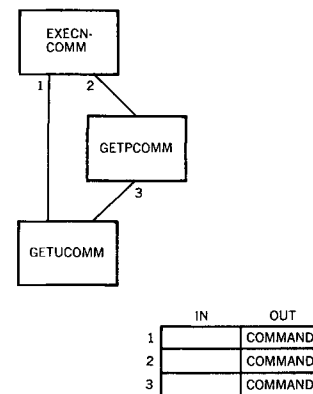 EXECN-
COMM
1 2
GETPCOMM
3
GETUCOMM
IN OUT
1 COMMAND
2 COMMAND
3 COMMAND